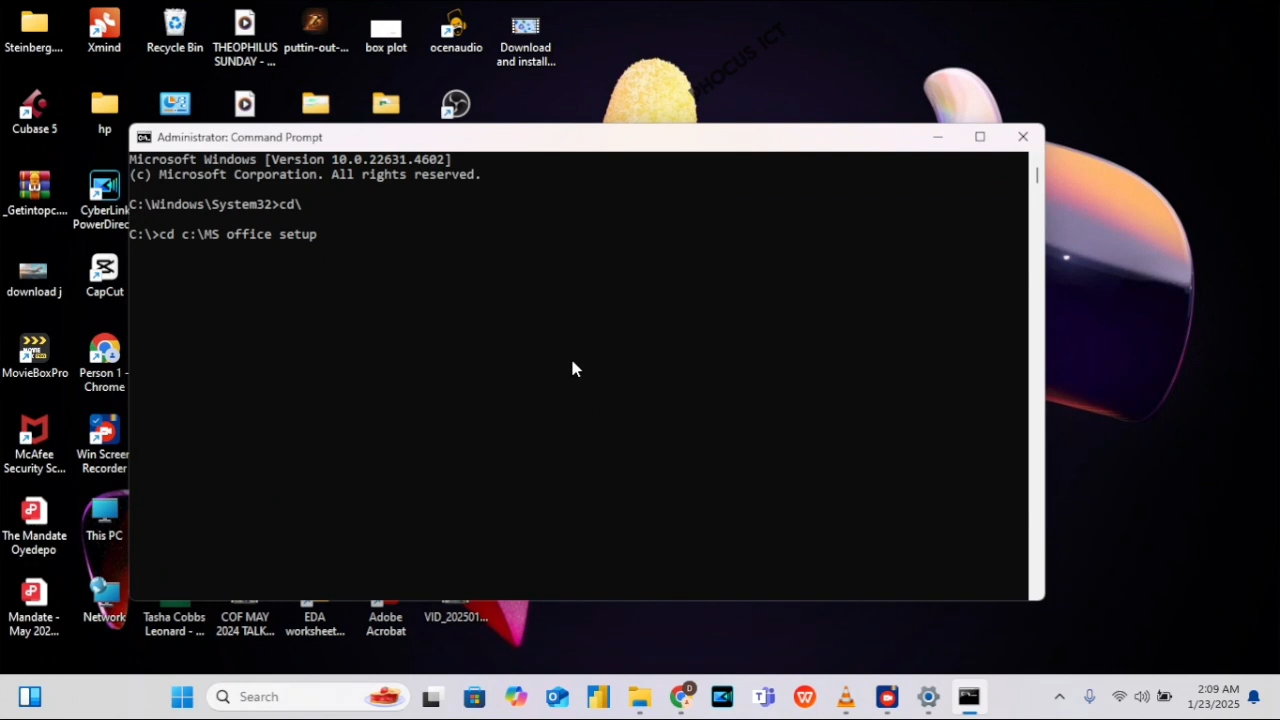 Steinberg....
Xmind
Recycle Bin
THEOPHILUS
SUNDAY - ...
puttin-out-...
box plot
ocenaudio
Download
and install...
PHOCUS ICT
Cubase 5
hp
Administrator: Command Prompt
Microsoft Windows [Version 10.0.22631.4602]
(c) Microsoft Corporation. All rights reserved.
C:\Windows\System32>cd\
C:\>cd c:\MS office setup
_Getintopc....
CyberLink
PowerDirec
download j
CapCut
MovieBoxPro
Person 1 -
Chrome
McAfee
Security Sc...
Win Screen
Recorder
The Mandate
Oyedepo
This PC
Mandate -
May 202...
Network
Tasha Cobbs
Leonard - ...
COF MAY
2024 TALK...
EDA
worksheet...
Adobe
Acrobat
VID_202501...
Search
D
2:09 AM
1/23/2025